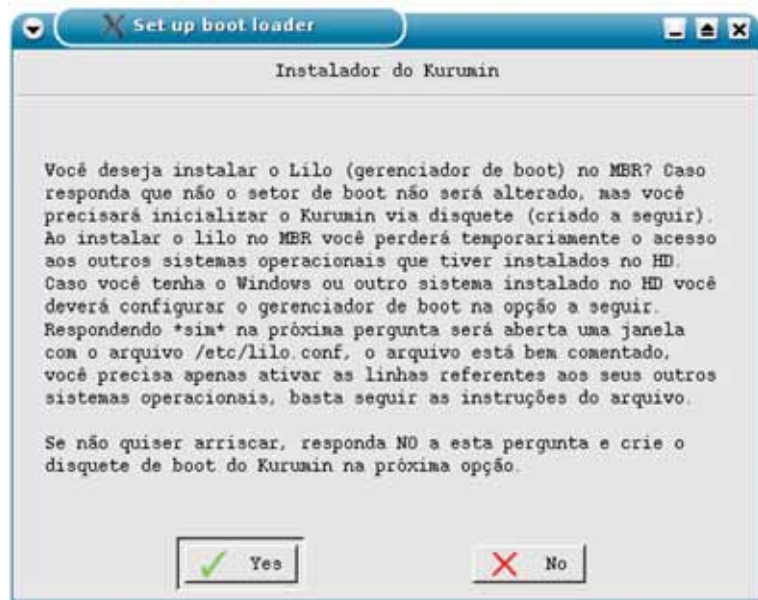 Set up boot loader
Instalador do Kurumin
Você deseja instalar o Lilo (gerenciador de boot) no MBR? Caso
responda que não o setor de boot não será alterado, mas você
precisará inicializar o Kurumin via disquete (criado a seguir).
Ao instalar o lilo no MBR você perderá temporariamente o acesso
aos outros sistemas operacionais que tiver instalados no HD.
Caso você tenha o Windows ou outro sistema instalado no HD você
deverá configurar o gerenciador de boot na opção a seguir.
Respondendo *sim* na próxima pergunta será aberta uma janela
com o arquivo /etc/lilo.conf, o arquivo está bem comentado,
você precisa apenas ativar as linhas referentes aos seus outros
sistemas operacionais, basta seguir as instruções do arquivo.
Se não quiser arriscar, responda NO a esta pergunta e crie o
disquete de boot do Kurumin na próxima opção.
Yes No